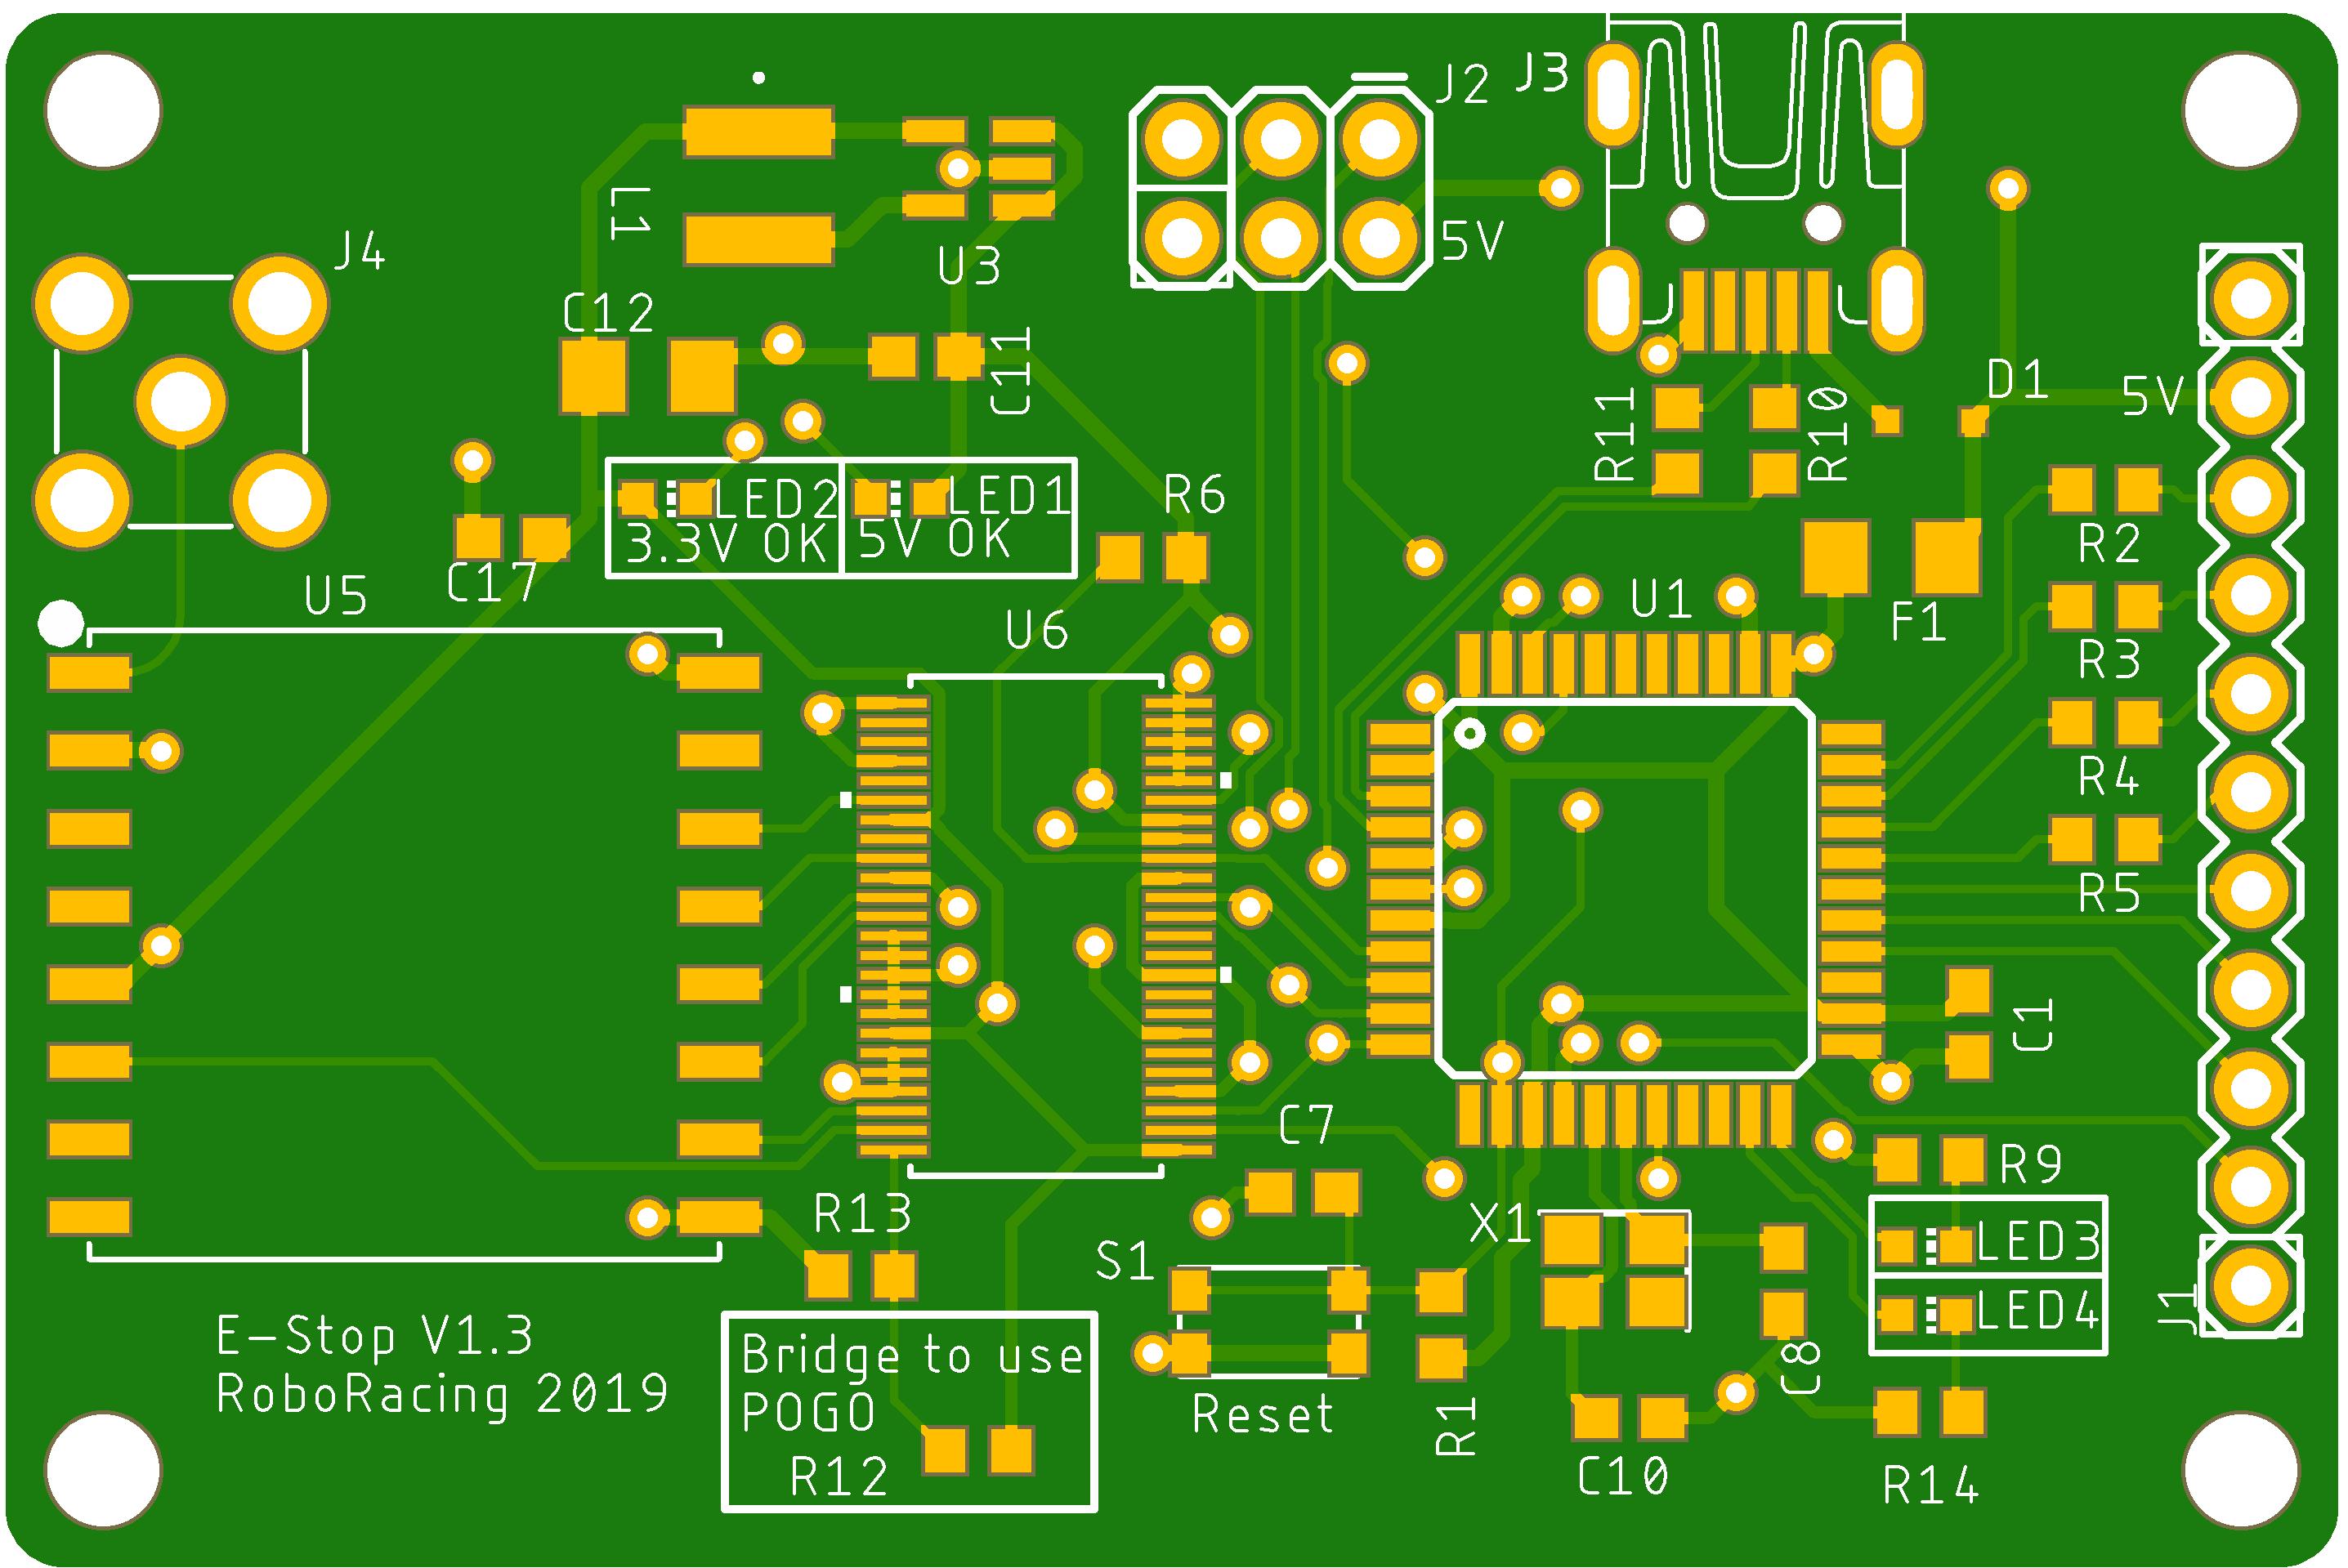 J2
J3
L1
5V
U3
J4
C12
C11
D1
5V
R11
R10
LED2
3.3V OK
LED1
5V OK
R6
R2
C17
U5
U6
U1
F1
R3
R4
R5
C1
C7
R9
R13
X1
S1
LED3
LED4
J1
E-Stop V1.3
RoboRacing 2019
Bridge to use
POGO
R12
Reset
R1
C8
C10
R14